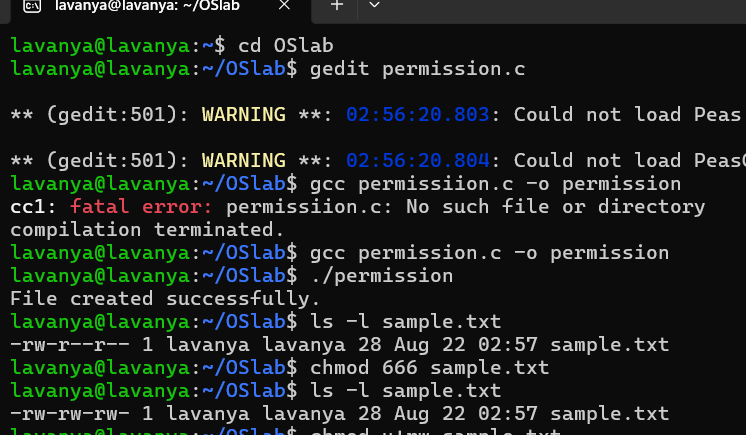 lavanya@lavanya: ~/OSlab
lavanya@lavanya:~$ cd OSlab
lavanya@lavanya:~/OSlab$ gedit permission.c
** (gedit:501): WARNING **: 02:56:20.803: Could not load Peas
** (gedit:501): WARNING **: 02:56:20.804: Could not load Peas
lavanya@lavanya:~/OSlab$ gcc permissiion.c -o permission
cc1: fatal error: permissiion.c: No such file or directory
compilation terminated.
lavanya@lavanya:~/OSlab$ gcc permission.c -o permission
lavanya@lavanya:~/OSlab$ ./permission
File created successfully.
lavanya@lavanya:~/OSlab$ ls -l sample.txt
-rw-r--r-- 1 lavanya lavanya 28 Aug 22 02:57 sample.txt
lavanya@lavanya:~/OSlab$ chmod 666 sample.txt
lavanya@lavanya:~/OSlab$ ls -l sample.txt
-rw-rw-rw- 1 lavanya lavanya 28 Aug 22 02:57 sample.txt
lavanya@lavanya:~/OSlab$ chmod sample.txt